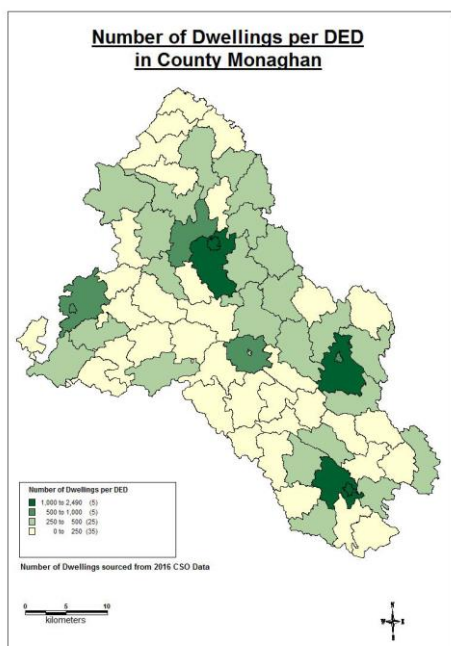 Number of Dwellings per DED
in County Monaghan
Number of Dwellings per DED
1,000 to 2,490 (5)
500 to 1,000 (5)
250 to 500 (25)
0 to 250 (35)
Number of Dwellings sourced from 2016 CSO Data
0 5 10
kilometers
N
W E
S